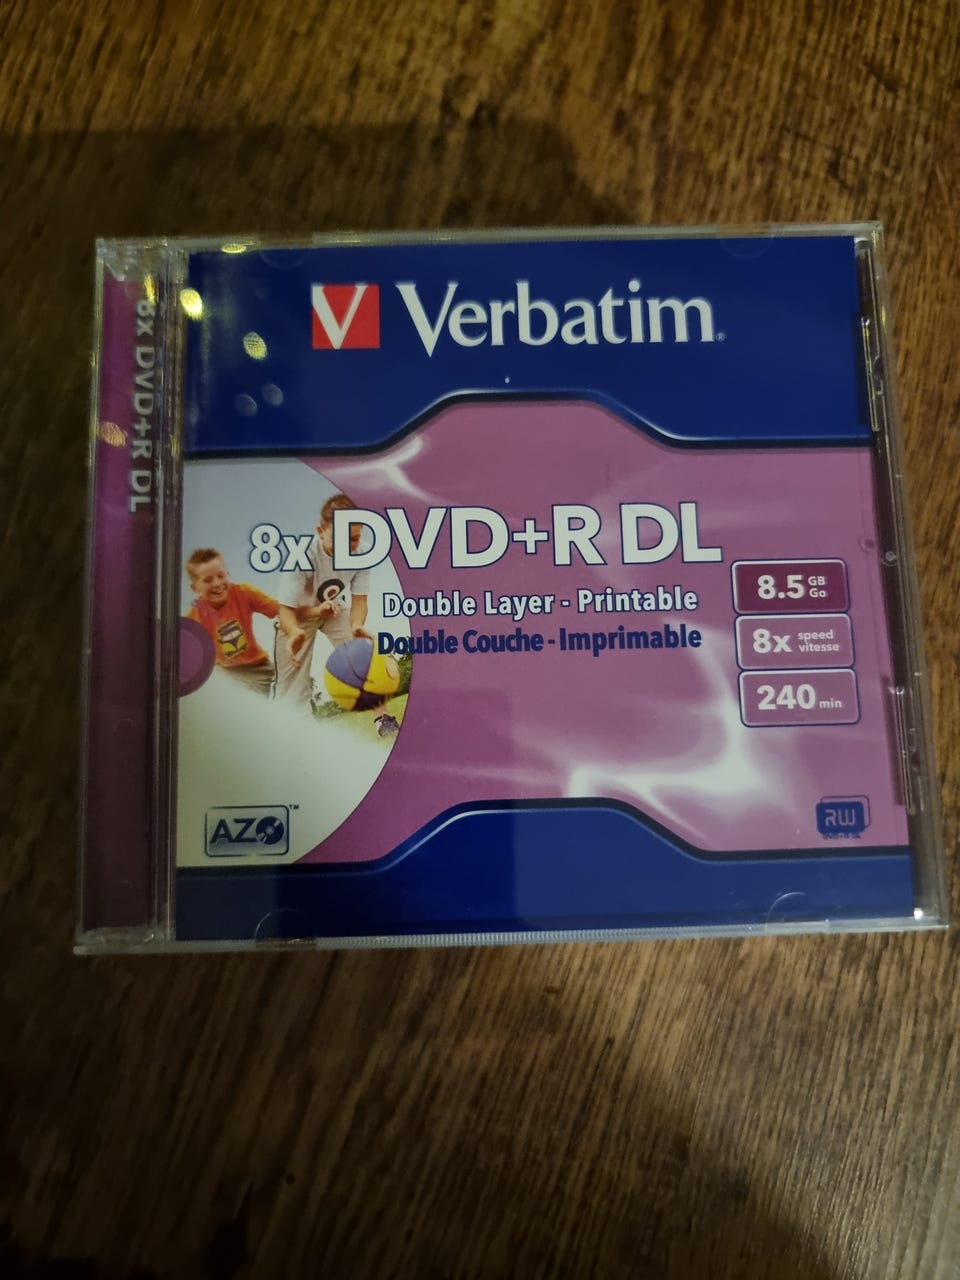 8x DVD+R DL
V Verbatim®
8x DVD+R DL
Double Layer - Printable
Double Couche - Imprimable
8.5 GB Go
8x speed vitesse
240 min
AZO™
RW